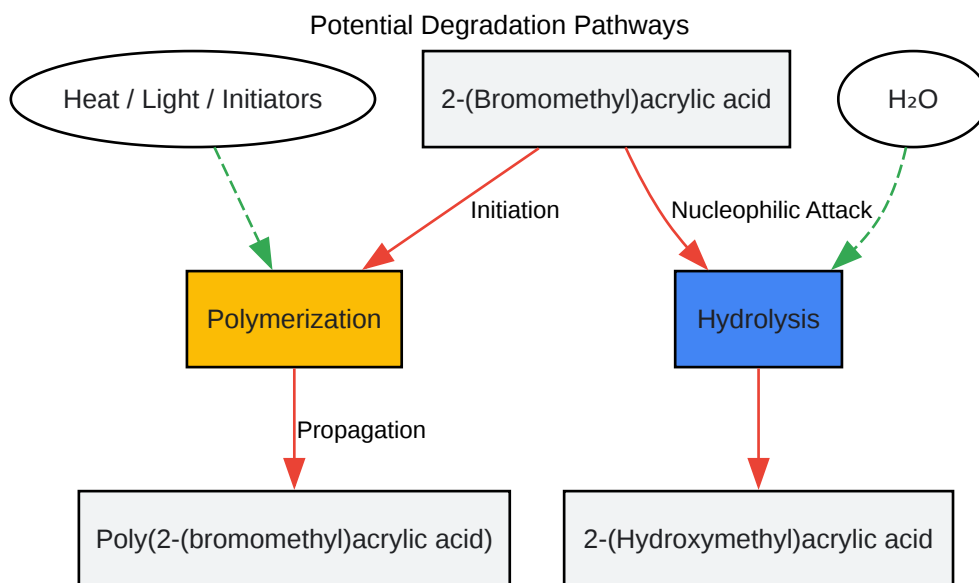 Potential Degradation Pathways
Heat / Light / Initiators
2-(Bromomethyl)acrylic acid
H₂O
Initiation
Nucleophilic Attack
Polymerization
Hydrolysis
Propagation
Poly(2-(bromomethyl)acrylic acid)
2-(Hydroxymethyl)acrylic acid